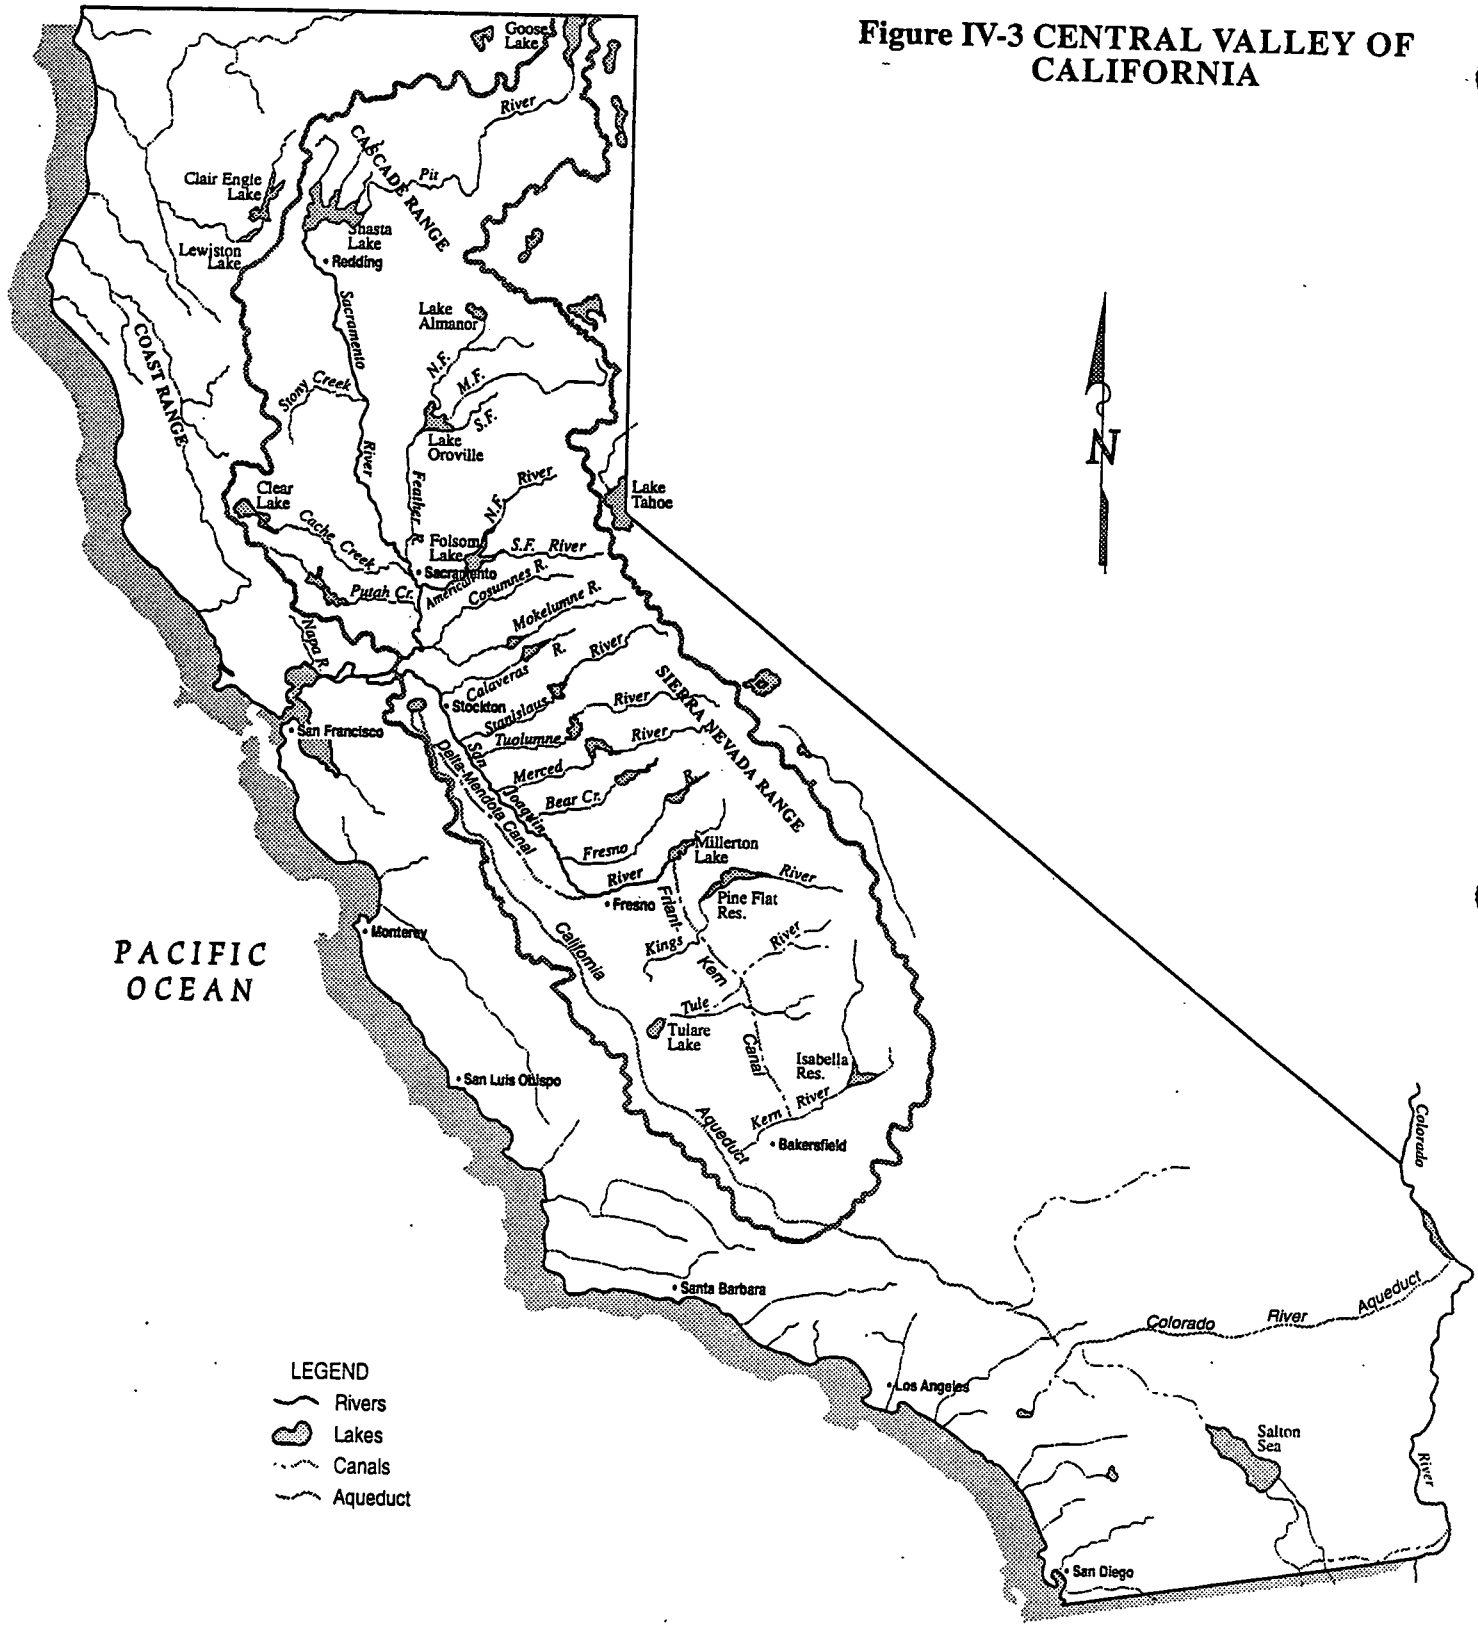 Figure IV-3 CENTRAL VALLEY OF
CALIFORNIA
Goose
Lake
River
CASCADE RANGE
Pit
Clair Engle
Lake
Shasta
Lake
Lewiston
Lake
Redding
Sacramento
River
Lake
Almanor
COAST RANGE
Stony Creek
N.F.
M.F.
S.F.
Lake
Oroville
Feather R.
Clear
Lake
Cache Creek
N.F.
River
Lake
Tahoe
Folsom
Lake
S.F. River
Sacramento
American
Cosumnes R.
Putah Cr.
Mokelumne R.
Napa R.
Calaveras R.
Stockton
Stanislaus River
SIERRA NEVADA RANGE
San Francisco
Tuolumne River
San Joaquin River
Delta-Mendota Canal
Merced River
Bear Cr.
Fresno R.
Millerton
Lake
Fresno
Pine Flat
Res.
River
Friant-
Kern
Canal
Kings
River
Monterey
California
Aqueduct
PACIFIC
OCEAN
Tule
Tulare
Lake
Isabella
Res.
Kern River
Bakersfield
San Luis Obispo
Santa Barbara
Los Angeles
Colorado River Aqueduct
Colorado
River
Salton
Sea
San Diego
N
LEGEND
Rivers
Lakes
Canals
Aqueduct